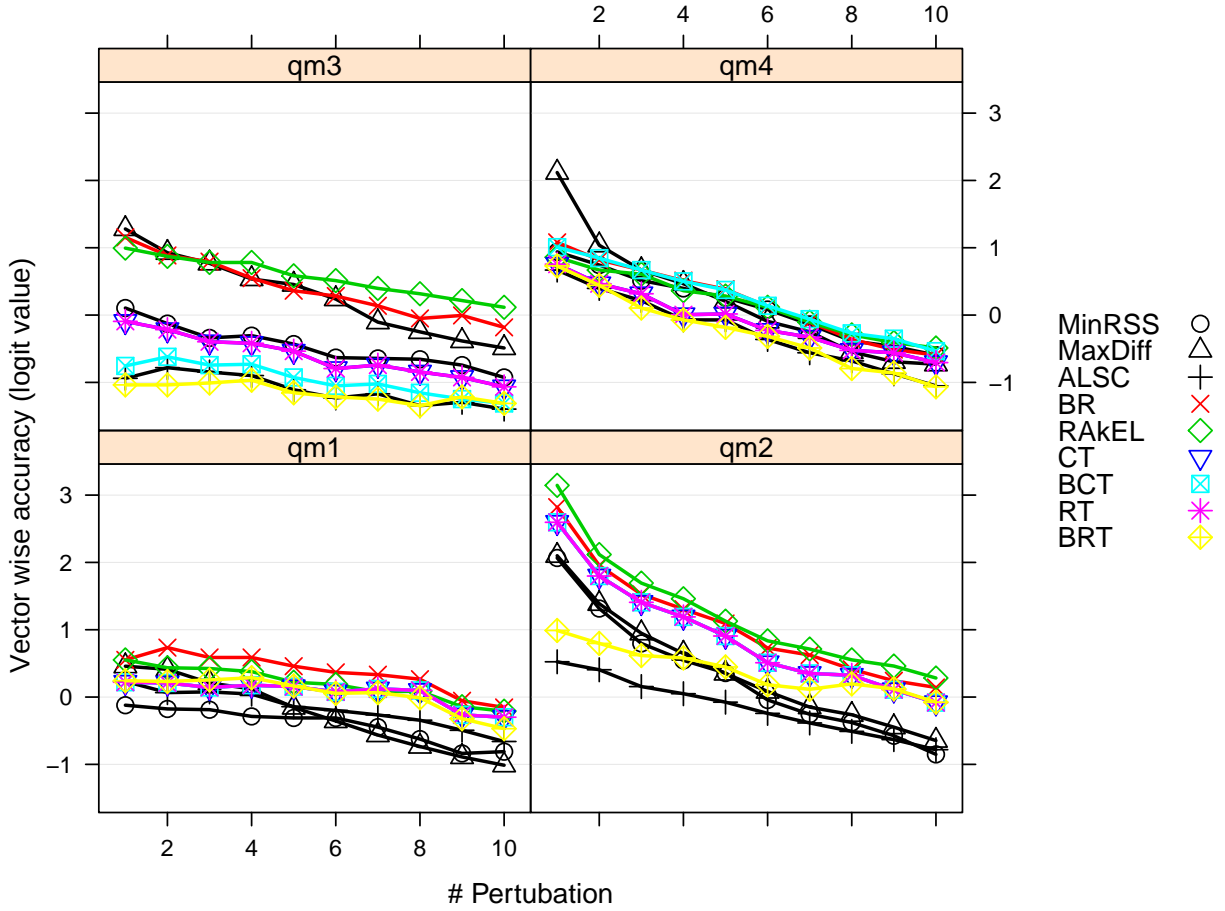 2 4 6 8 10
qm3 qm4
3
2
1
0
−1
qm1 qm2
3
2
1
0
−1
2 4 6 8 10
Vector wise accuracy (logit value)
# Pertubation
MinRSS
MaxDiff
ALSC
BR
RAkEL
CT
BCT
RT
BRT